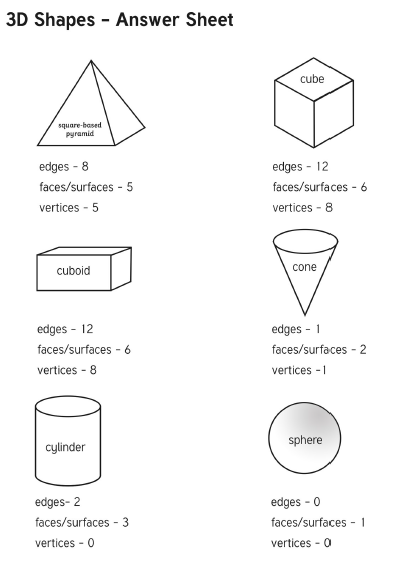 3D Shapes – Answer Sheet
square-based
pyramid
edges – 8
faces/surfaces – 5
vertices – 5
cube
edges – 12
faces/surfaces – 6
vertices – 8
cuboid
edges – 12
faces/surfaces – 6
vertices – 8
cone
edges – 1
faces/surfaces – 2
vertices –1
cylinder
edges– 2
faces/surfaces – 3
vertices – 0
sphere
edges – 0
faces/surfaces – 1
vertices – 0